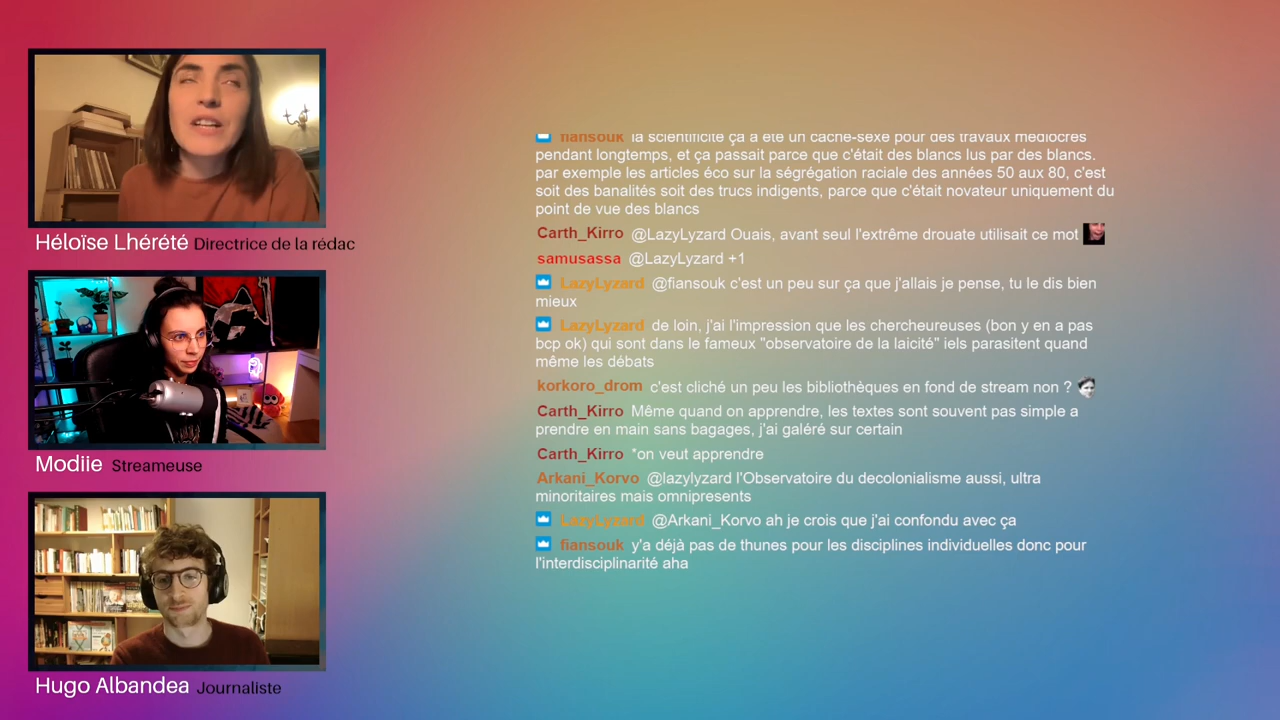 Héloïse Lhérété Directrice de la rédac
Modiie Streameuse
Hugo Albandea Journaliste
fiansouk la scientificité ça a été un cache-sexe pour des travaux médiocres
pendant longtemps, et ça passait parce que c'était des blancs lus par des blancs.
par exemple les articles éco sur la ségrégation raciale des années 50 aux 80, c'est
soit des banalités soit des trucs indigents, parce que c'était novateur uniquement du
point de vue des blancs
Carth_Kirro @LazyLyzard Ouais, avant seul l'extrême drouate utilisait ce mot
samusassa @LazyLyzard +1
LazyLyzard @fiansouk c'est un peu sur ça que j'allais je pense, tu le dis bien
mieux
LazyLyzard de loin, j'ai l'impression que les chercheureuses (bon y en a pas
bcp ok) qui sont dans le fameux "observatoire de la laicité" iels parasitent quand
même les débats
korkoro_drom c'est cliché un peu les bibliothèques en fond de stream non ?
Carth_Kirro Même quand on apprendre, les textes sont souvent pas simple a
prendre en main sans bagages, j'ai galéré sur certain
Carth_Kirro *on veut apprendre
Arkani_Korvo @lazylyzard l'Observatoire du decolonialisme aussi, ultra
minoritaires mais omnipresents
LazyLyzard @Arkani_Korvo ah je crois que j'ai confondu avec ça
fiansouk y'a déjà pas de thunes pour les disciplines individuelles donc pour
l'interdisciplinarité aha